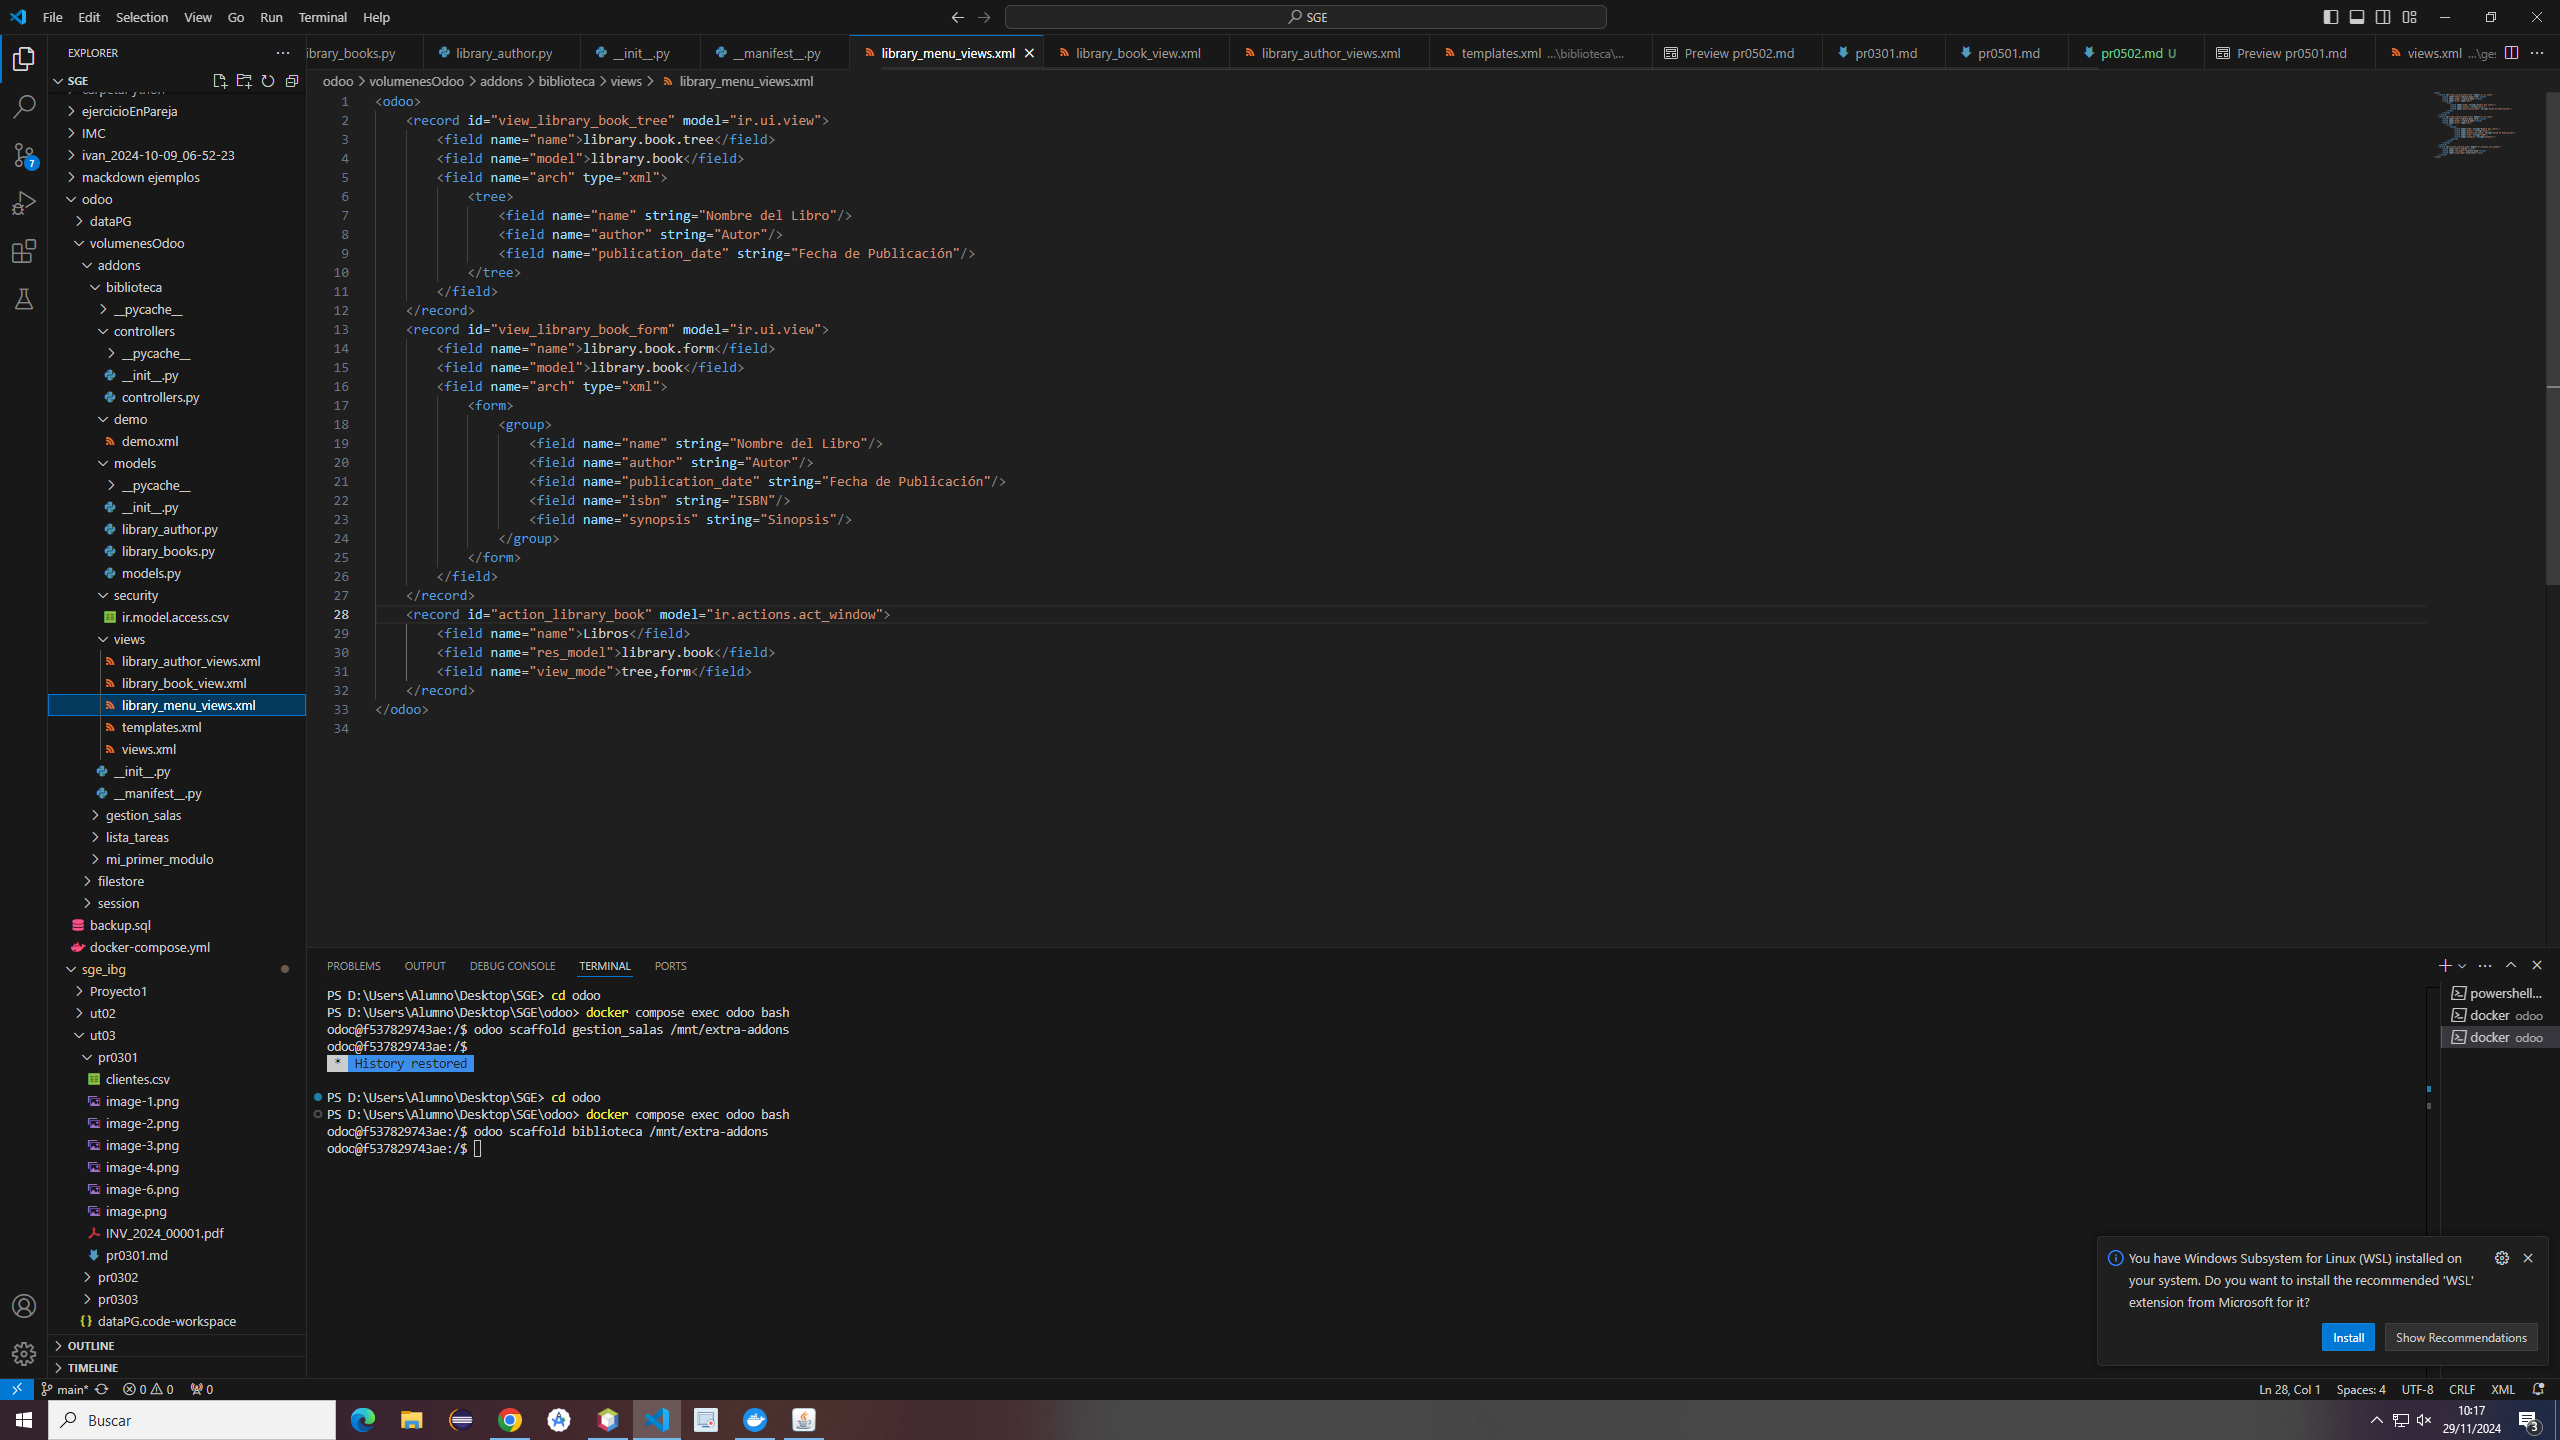 File Edit Selection View Go Run Terminal Help
SGE
EXPLORER
library_books.py library_author.py __init__.py __manifest__.py library_menu_views.xml library_book_view.xml library_author_views.xml templates.xml ...\biblioteca\... Preview pr0502.md pr0301.md pr0501.md pr0502.md U Preview pr0501.md views.xml ...\ges
odoo > volumenesOdoo > addons > biblioteca > views > library_menu_views.xml
SGE
ejercicioEnPareja
IMC
ivan_2024-10-09_06-52-23
mackdown ejemplos
odoo
dataPG
volumenesOdoo
addons
biblioteca
__pycache__
controllers
__pycache__
__init__.py
controllers.py
demo
demo.xml
models
__pycache__
__init__.py
library_author.py
library_books.py
models.py
security
ir.model.access.csv
views
library_author_views.xml
library_book_view.xml
library_menu_views.xml
templates.xml
views.xml
__init__.py
__manifest__.py
gestion_salas
lista_tareas
mi_primer_modulo
filestore
session
backup.sql
docker-compose.yml
sge_ibg
Proyecto1
ut02
ut03
pr0301
clientes.csv
image-1.png
image-2.png
image-3.png
image-4.png
image-6.png
image.png
INV_2024_00001.pdf
pr0301.md
pr0302
pr0303
dataPG.code-workspace
OUTLINE
TIMELINE
1 <odoo>
2 <record id="view_library_book_tree" model="ir.ui.view">
3 <field name="name">library.book.tree</field>
4 <field name="model">library.book</field>
5 <field name="arch" type="xml">
6 <tree>
7 <field name="name" string="Nombre del Libro"/>
8 <field name="author" string="Autor"/>
9 <field name="publication_date" string="Fecha de Publicación"/>
10 </tree>
11 </field>
12 </record>
13 <record id="view_library_book_form" model="ir.ui.view">
14 <field name="name">library.book.form</field>
15 <field name="model">library.book</field>
16 <field name="arch" type="xml">
17 <form>
18 <group>
19 <field name="name" string="Nombre del Libro"/>
20 <field name="author" string="Autor"/>
21 <field name="publication_date" string="Fecha de Publicación"/>
22 <field name="isbn" string="ISBN"/>
23 <field name="synopsis" string="Sinopsis"/>
24 </group>
25 </form>
26 </field>
27 </record>
28 <record id="action_library_book" model="ir.actions.act_window">
29 <field name="name">Libros</field>
30 <field name="res_model">library.book</field>
31 <field name="view_mode">tree,form</field>
32 </record>
33 </odoo>
34
PROBLEMS OUTPUT DEBUG CONSOLE TERMINAL PORTS
PS D:\Users\Alumno\Desktop\SGE> cd odoo
PS D:\Users\Alumno\Desktop\SGE\odoo> docker compose exec odoo bash
odoo@f537829743ae:/$ odoo scaffold gestion_salas /mnt/extra-addons
odoo@f537829743ae:/$
* History restored
PS D:\Users\Alumno\Desktop\SGE> cd odoo
PS D:\Users\Alumno\Desktop\SGE\odoo> docker compose exec odoo bash
odoo@f537829743ae:/$ odoo scaffold biblioteca /mnt/extra-addons
odoo@f537829743ae:/$
powershell...
docker odoo
docker odoo
You have Windows Subsystem for Linux (WSL) installed on
your system. Do you want to install the recommended 'WSL'
extension from Microsoft for it?
Install Show Recommendations
7
main* 0 0 0
Ln 28, Col 1 Spaces: 4 UTF-8 CRLF XML
Buscar
10:17
29/11/2024
3